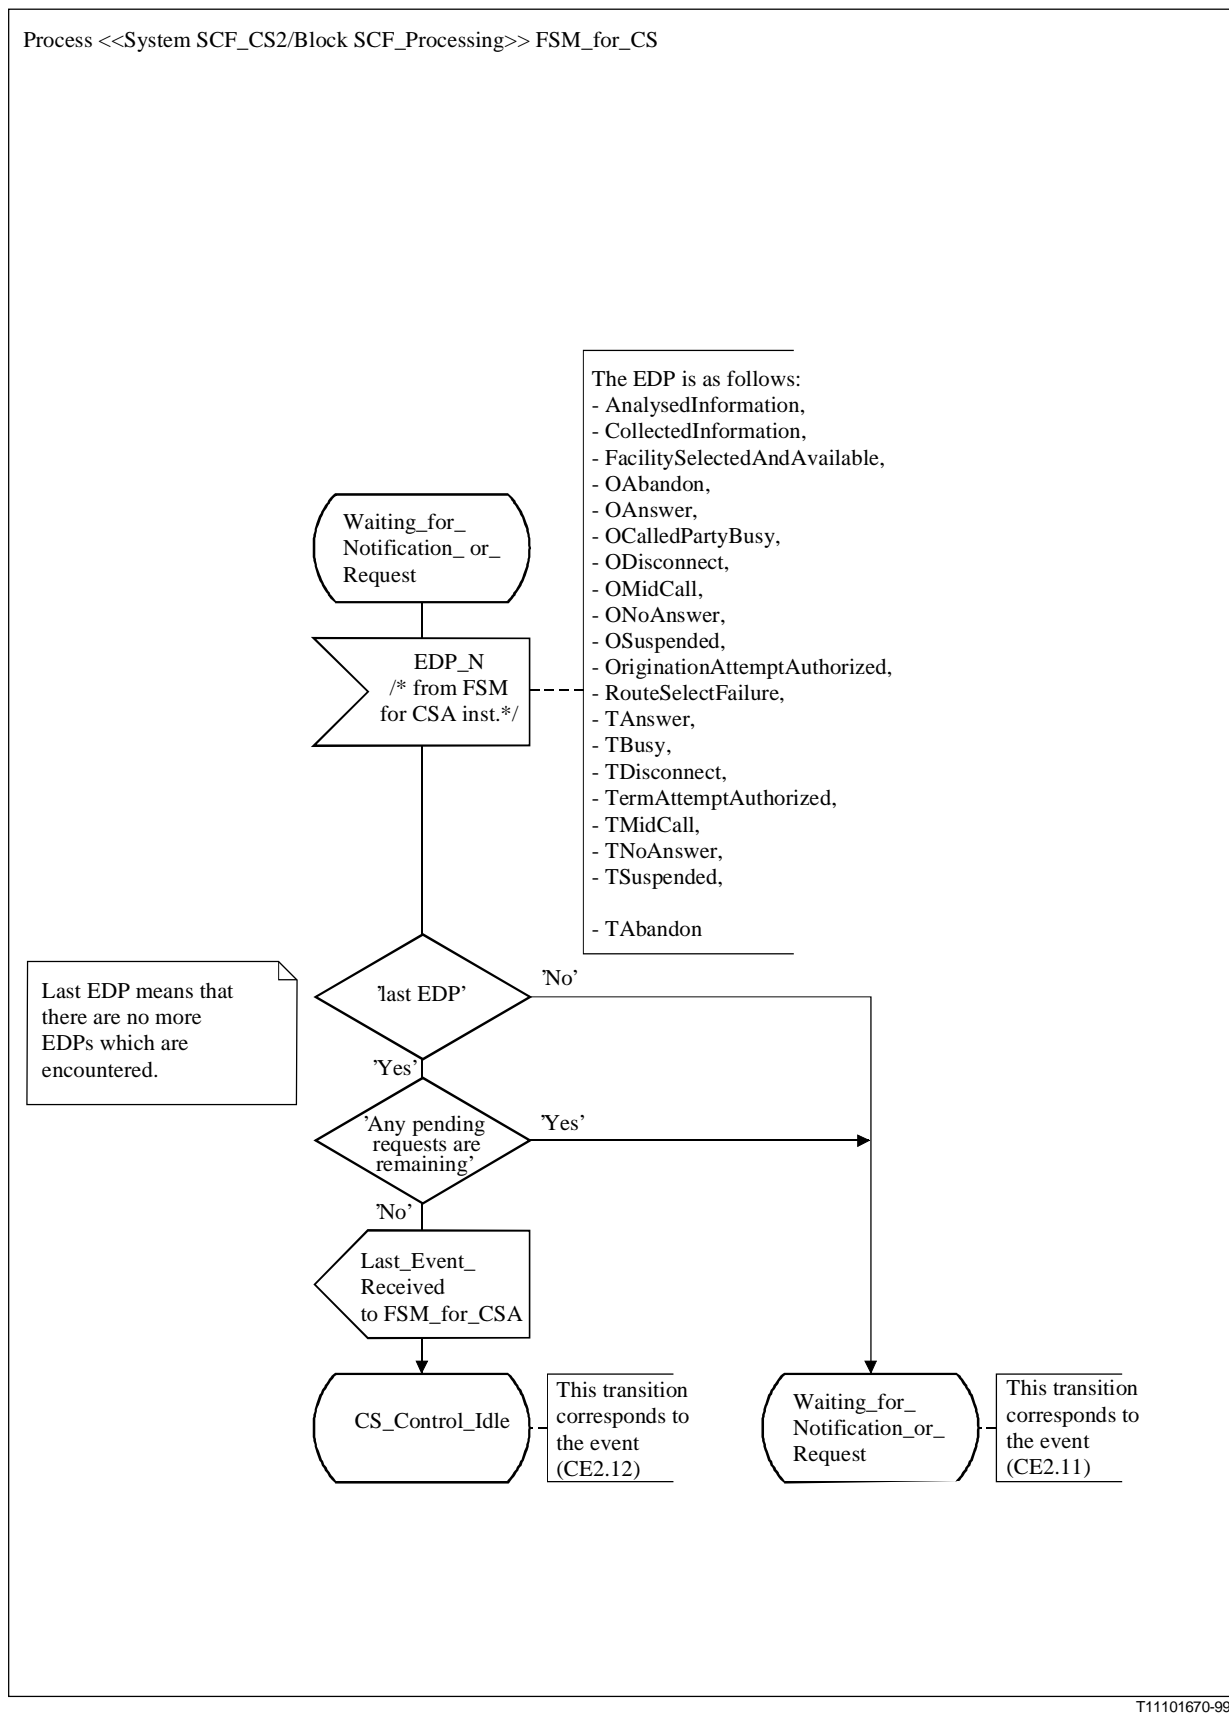 Process <<System SCF_CS2/Block SCF_Processing>> FSM_for_CS
The EDP is as follows:
- AnalysedInformation,
- CollectedInformation,
- FacilitySelectedAndAvailable,
- OAbandon,
- OAnswer,
- OCalledPartyBusy,
- ODisconnect,
- OMidCall,
- ONoAnswer,
- OSuspended,
- OriginationAttemptAuthorized,
- RouteSelectFailure,
- TAnswer,
- TBusy,
- TDisconnect,
- TermAttemptAuthorized,
- TMidCall,
- TNoAnswer,
- TSuspended,
- TAbandon
Waiting_for_
Notification_ or_
Request
EDP_N
/* from FSM
for CSA inst.*/
Last EDP means that
there are no more
EDPs which are
encountered.
'last EDP'
'No'
'Yes'
'Any pending
requests are
remaining'
'Yes'
'No'
Last_Event_
Received
to FSM_for_CSA
CS_Control_Idle
This transition
corresponds to
the event
(CE2.12)
Waiting_for_
Notification_or_
Request
This transition
corresponds to
the event
(CE2.11)
T11101670-99